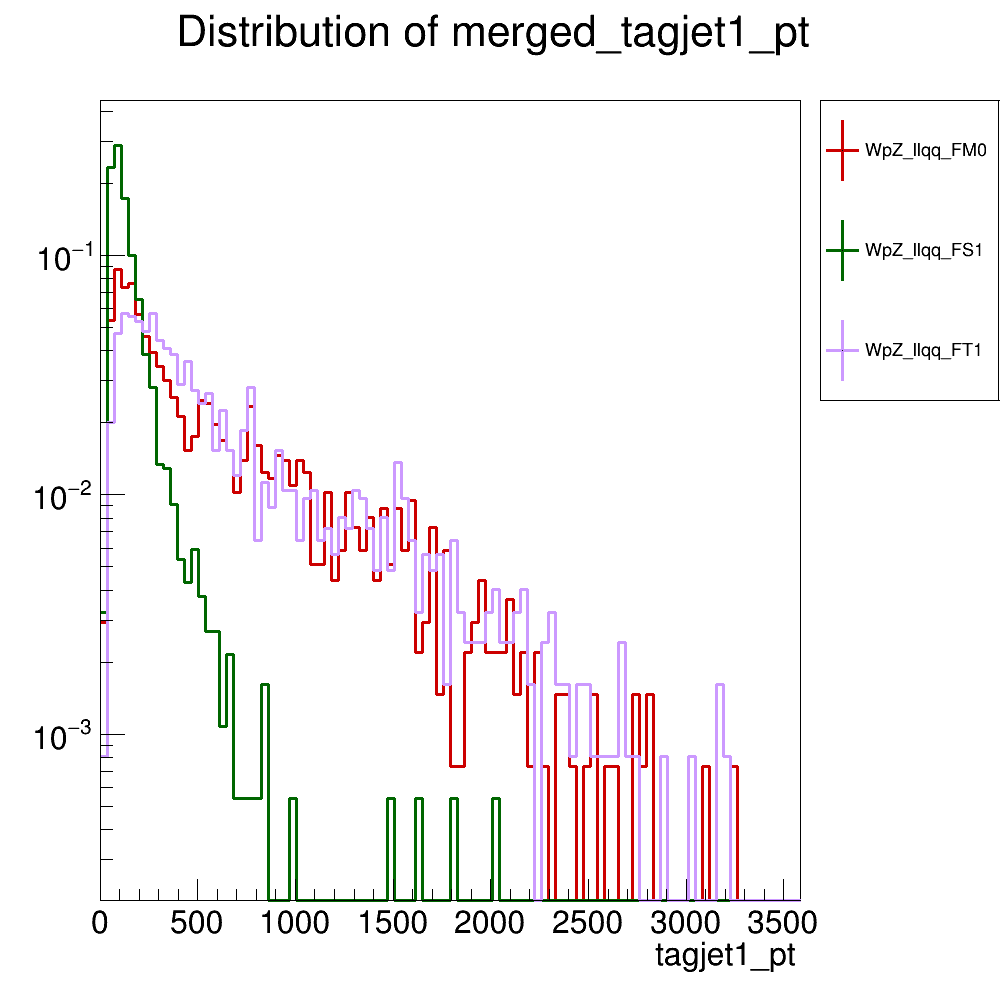 Distribution of merged_tagjet1_pt
WpZ_llqq_FM0
WpZ_llqq_FS1
WpZ_llqq_FT1
10−1
10−2
10−3
0 500 1000 1500 2000 2500 3000 3500
tagjet1_pt